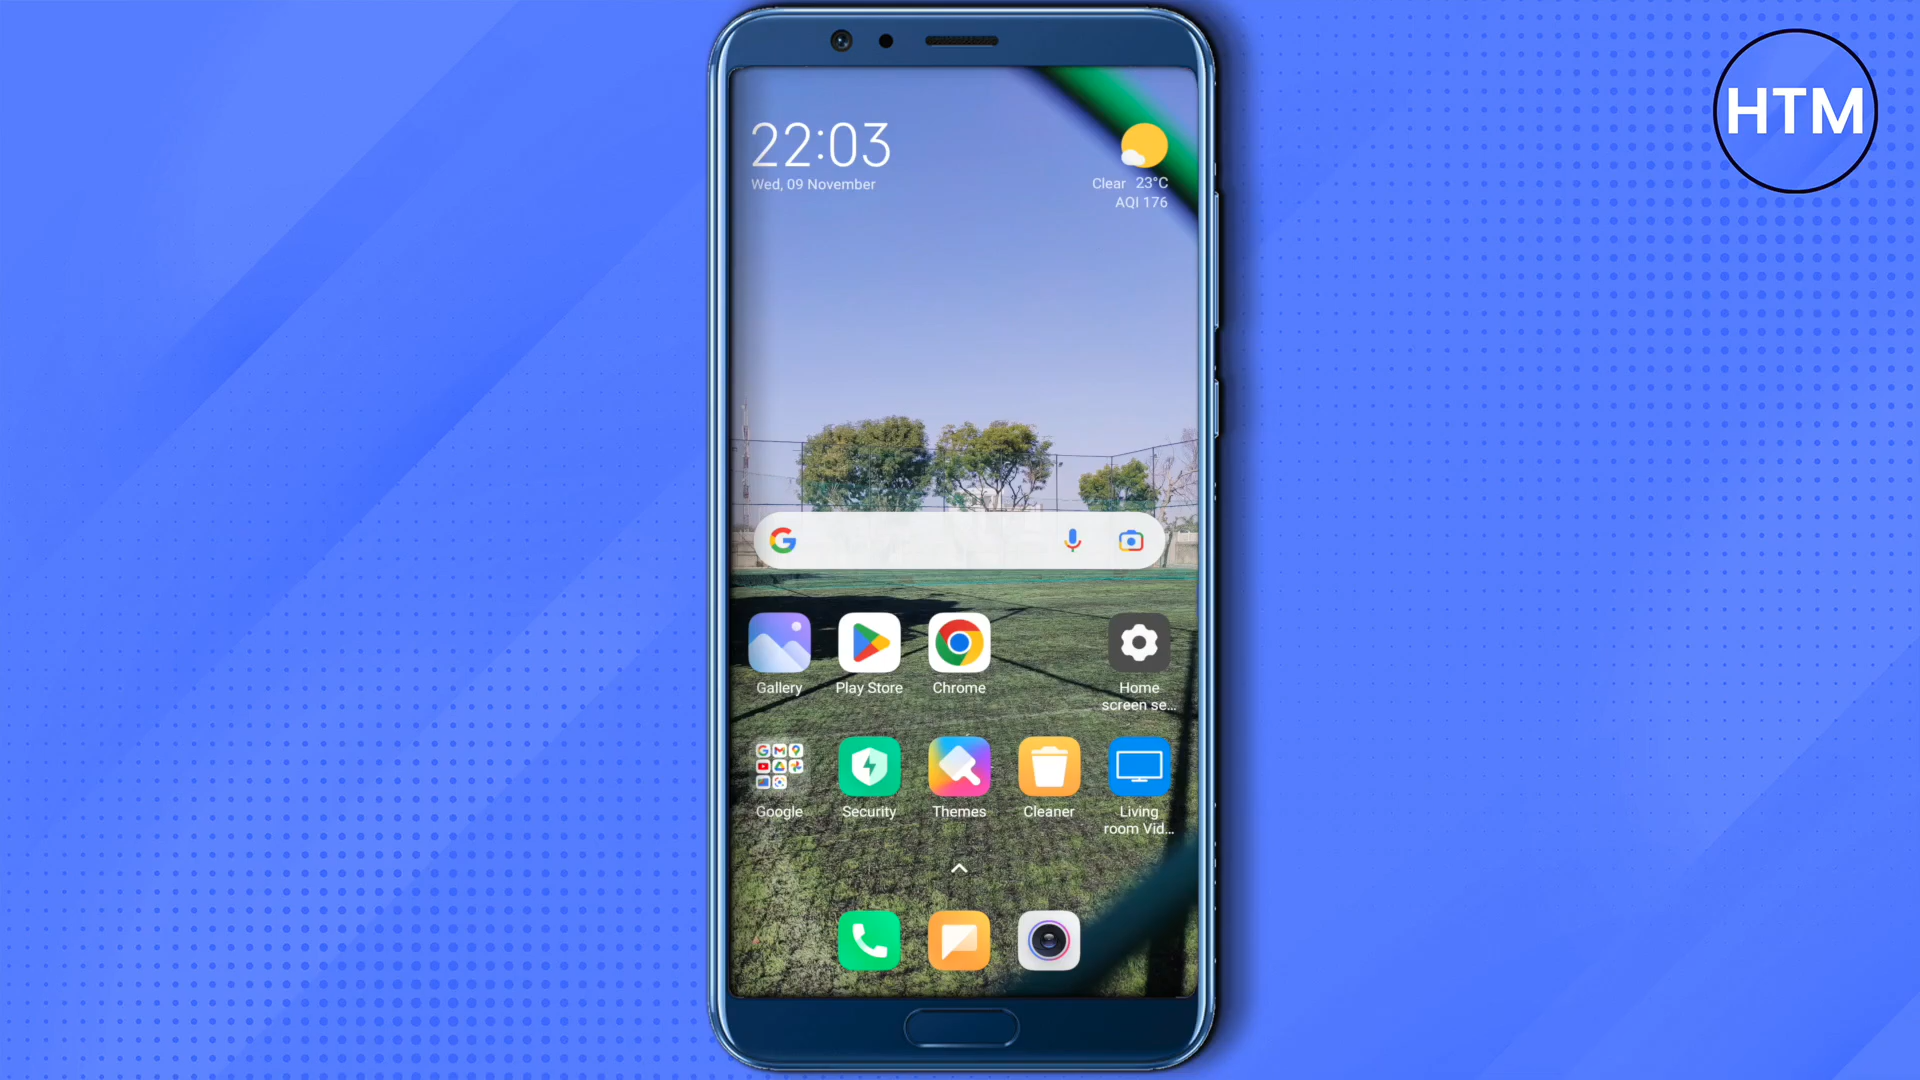 HTM
22:03
Wed, 09 November
Clear 23°C
AQI 176
Gallery
Play Store
Chrome
Home
screen se...
Google
Security
Themes
Cleaner
Living
room Vid...